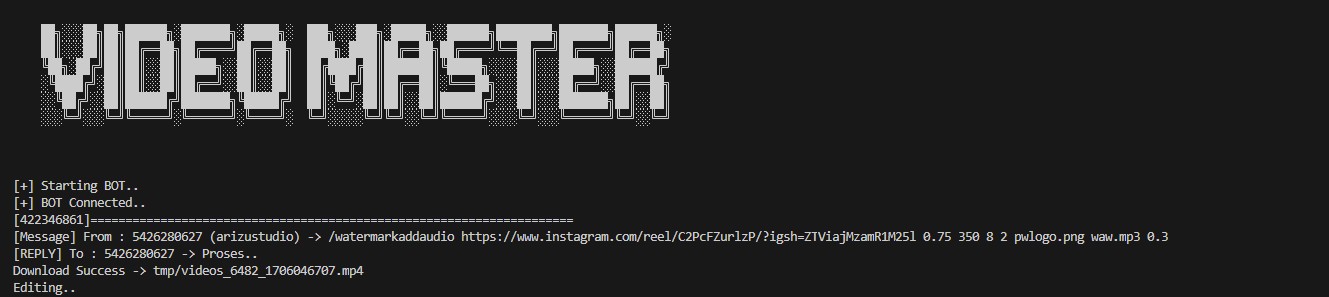 VIDEO MASTER
[+] Starting BOT..
[+] BOT Connected..
[422346861]=====================================================================
[Message] From : 5426280627 (arizustudio) -> /watermarkaddaudio https://www.instagram.com/reel/C2PcFZurlzP/?igsh=ZTViajMzamR1M25l 0.75 350 8 2 pwlogo.png waw.mp3 0.3
[REPLY] To : 5426280627 -> Proses..
Download Success -> tmp/videos_6482_1706046707.mp4
Editing..